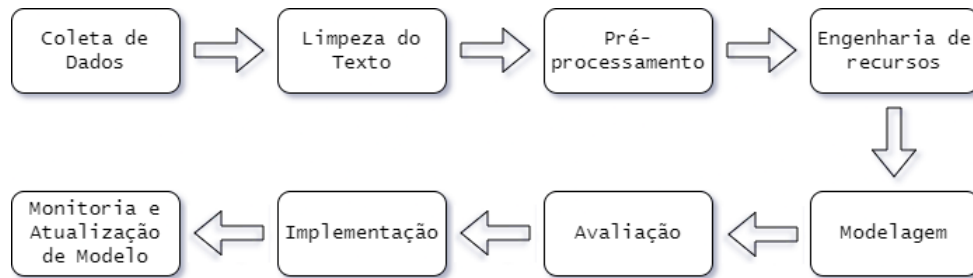 Coleta de
Dados
Limpeza do
Texto
Pré-
processamento
Engenharia de
recursos
Monitoria e
Atualização
de Modelo
Implementação
Avaliação
Modelagem